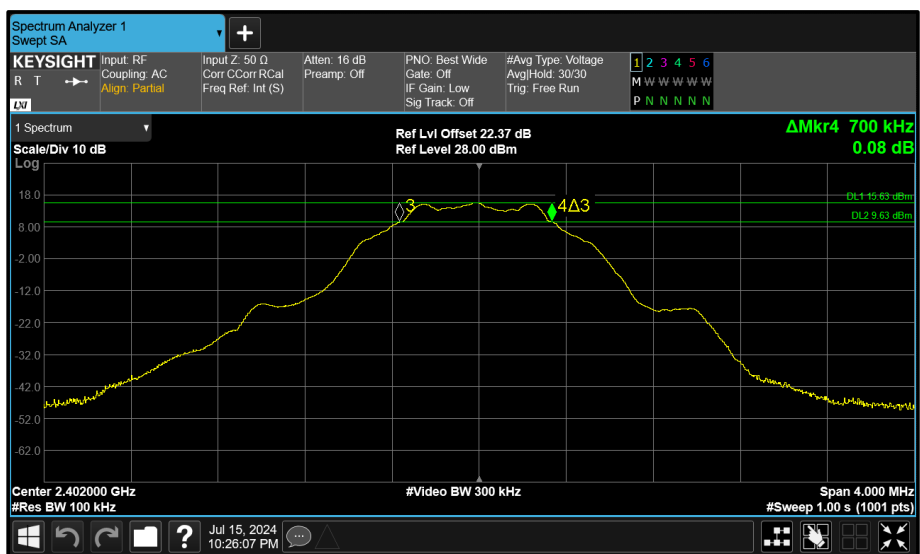 Spectrum Analyzer 1
Swept SA
+
KEYSIGHT
R T
LXI
Input: RF
Coupling: AC
Align: Partial
Input Z: 50 Ω
Corr CCorr RCal
Freq Ref: Int (S)
Atten: 16 dB
Preamp: Off
PNO: Best Wide
Gate: Off
IF Gain: Low
Sig Track: Off
#Avg Type: Voltage
Avg|Hold: 30/30
Trig: Free Run
1 2 3 4 5 6
M W W W W W
P N N N N N
1 Spectrum
Scale/Div 10 dB
Ref Lvl Offset 22.37 dB
Ref Level 28.00 dBm
ΔMkr4 700 kHz
0.08 dB
Log
18.0
8.00
-2.00
-12.0
-22.0
-32.0
-42.0
-52.0
-62.0
3
4Δ3
DL1 15.63 dBm
DL2 9.63 dBm
Center 2.402000 GHz
#Res BW 100 kHz
#Video BW 300 kHz
Span 4.000 MHz
#Sweep 1.00 s (1001 pts)
?
Jul 15, 2024
10:26:07 PM